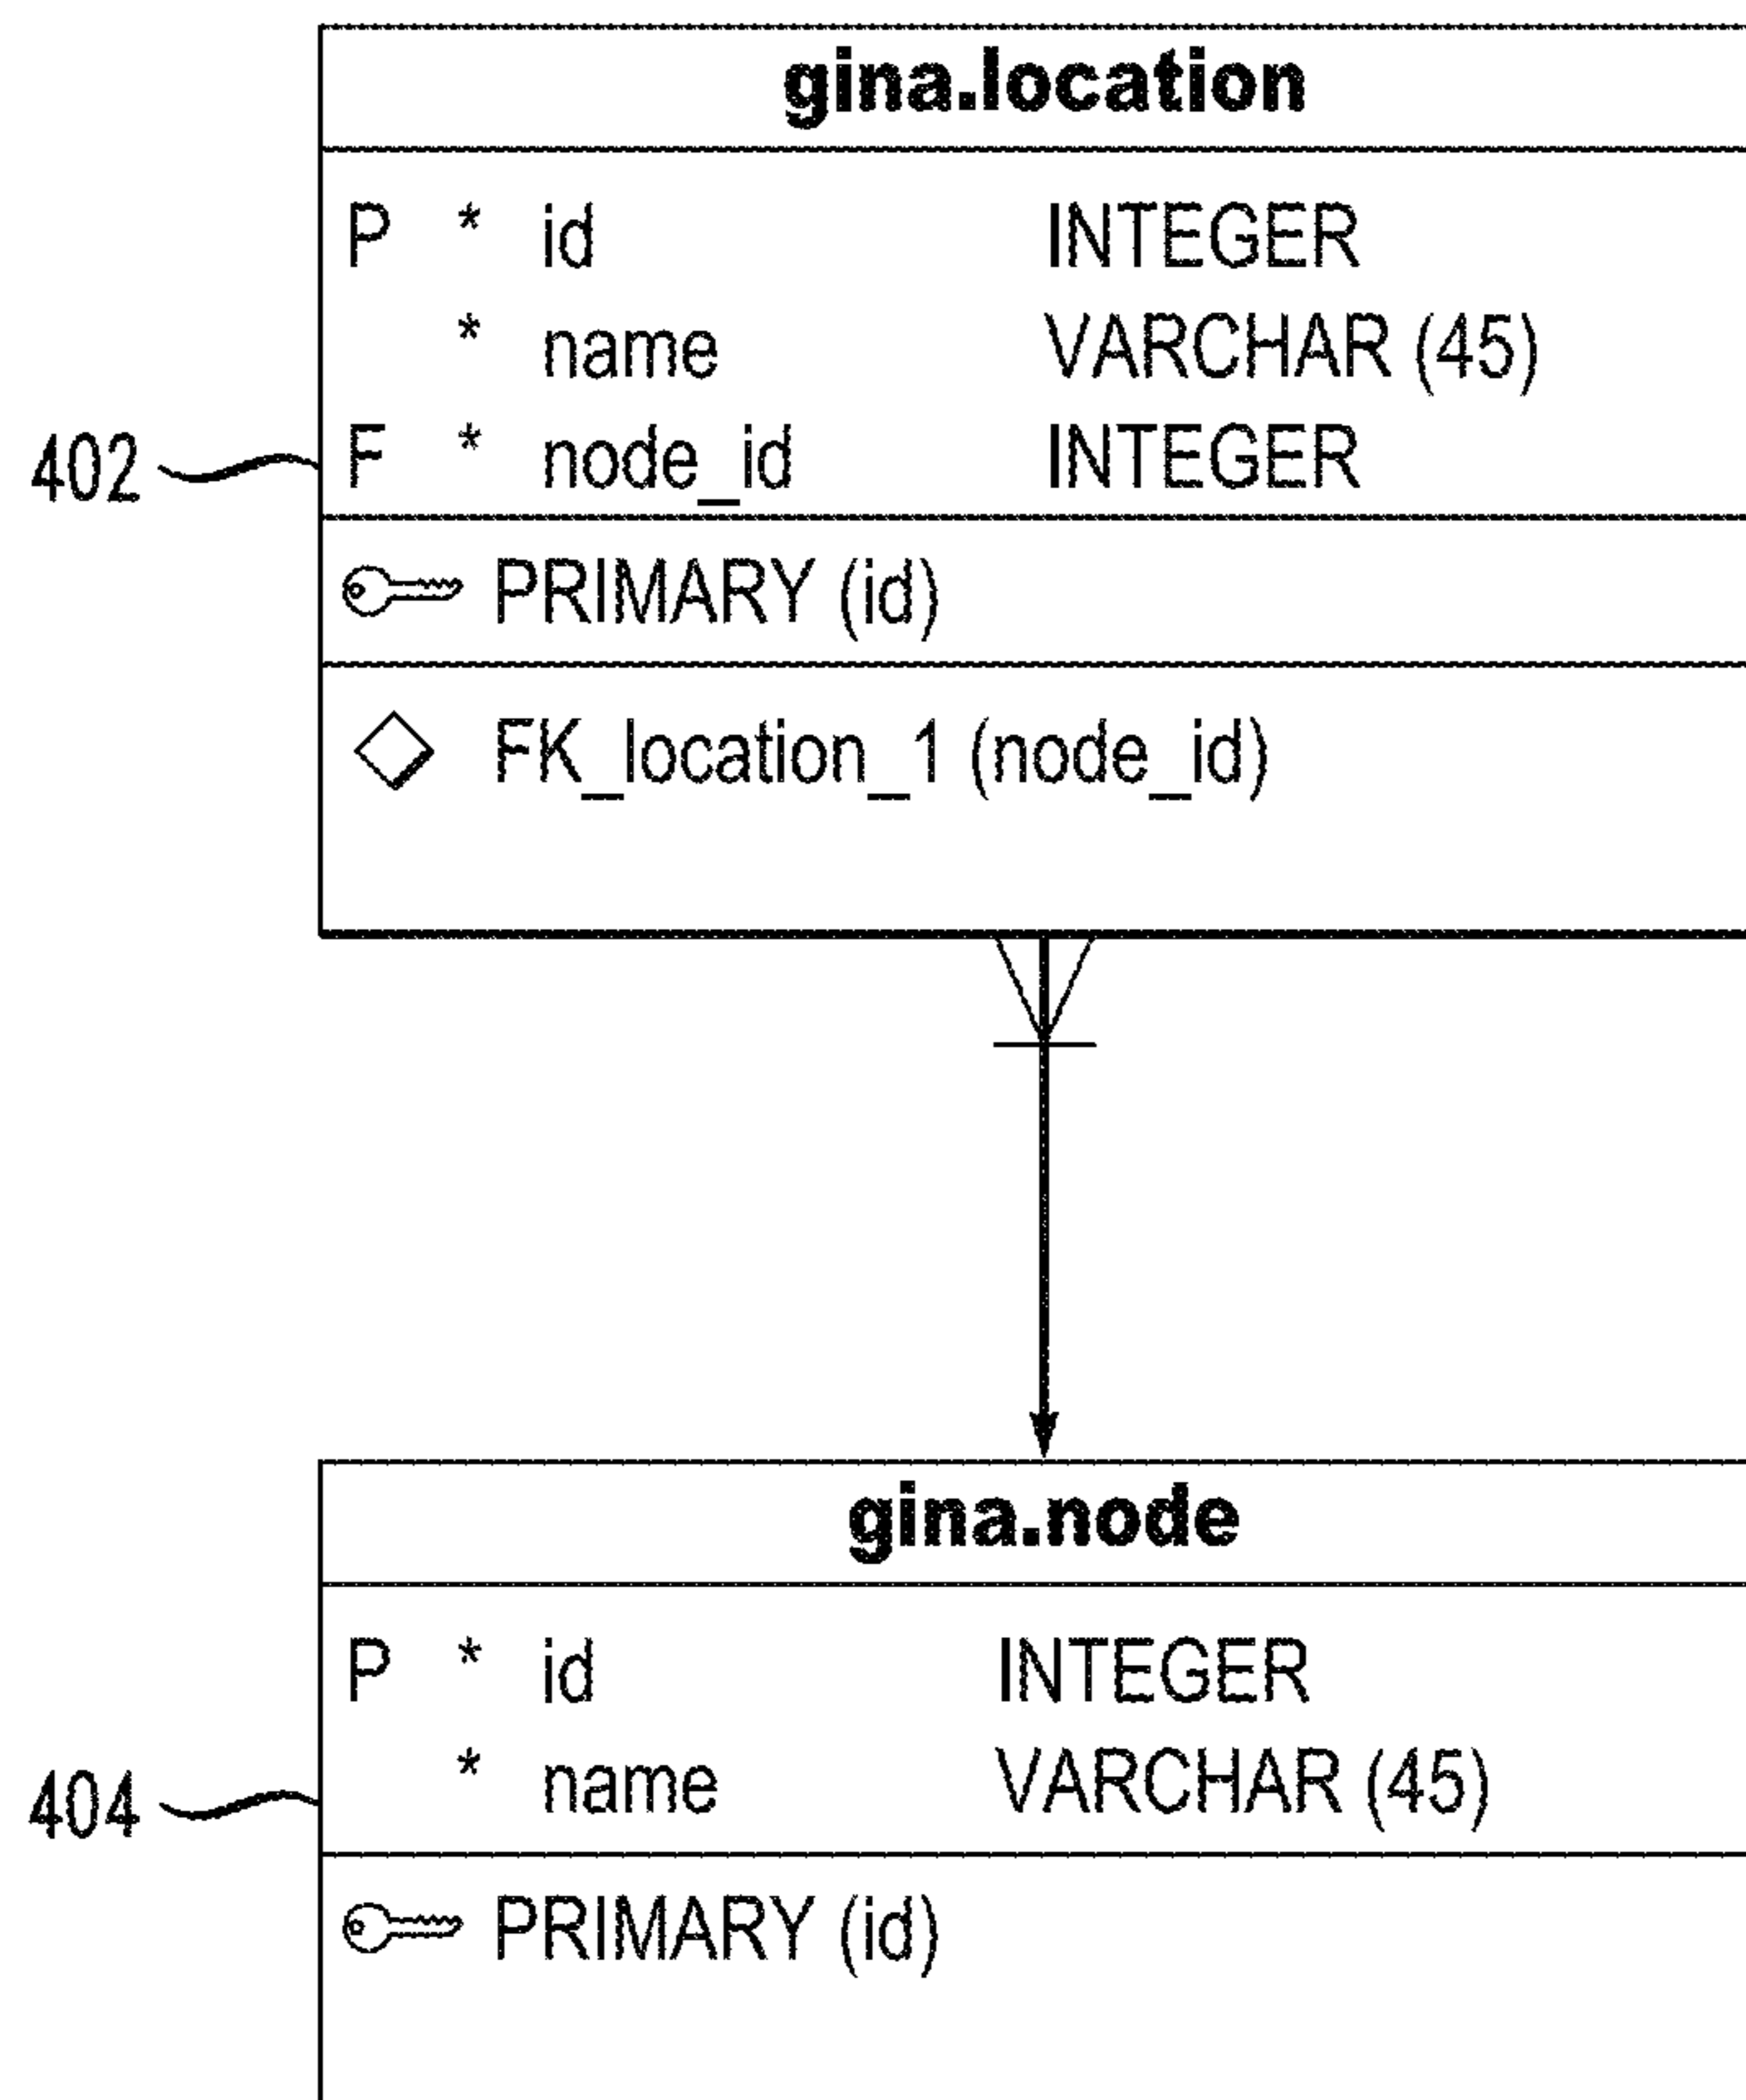 gina.location
P * id INTEGER
* name VARCHAR (45)
402
F * node_id INTEGER
PRIMARY (id)
FK_location_1 (node_id)
gina.node
P * id INTEGER
* name VARCHAR (45)
404
PRIMARY (id)